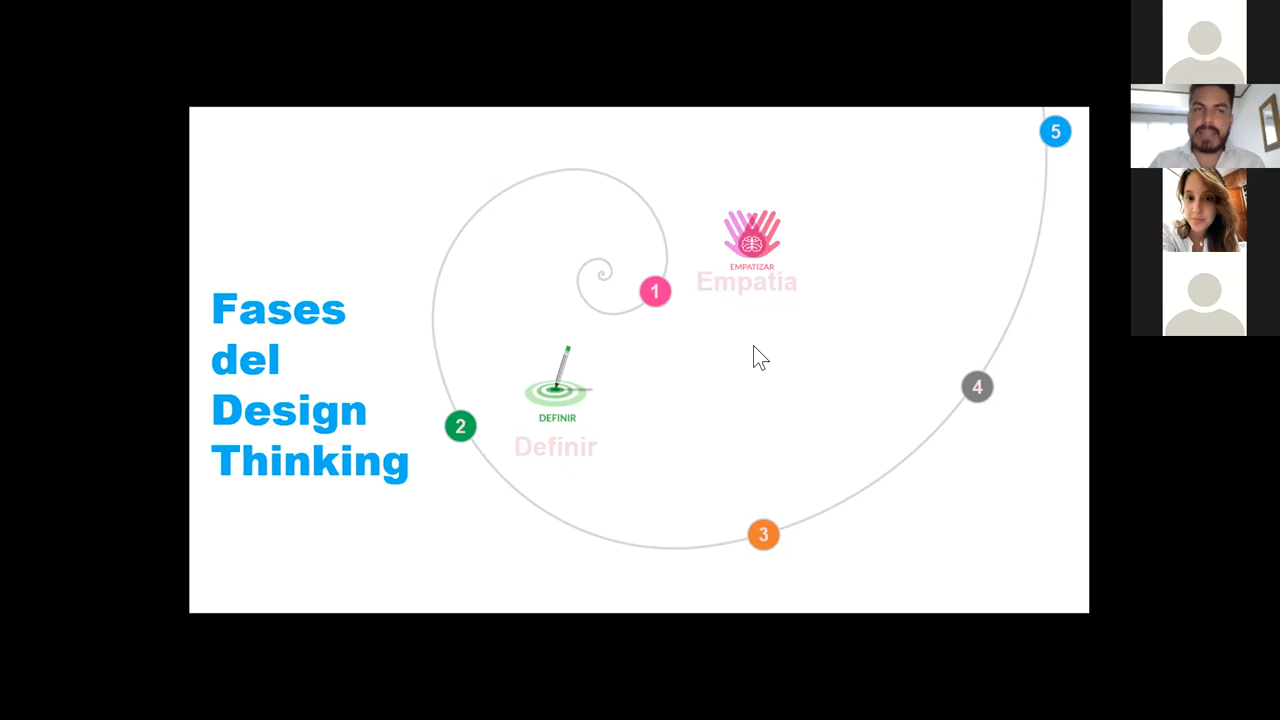 Fases
del
Design
Thinking
1
EMPATIZAR
Empatía
DEFINIR
Definir
2
3
4
5